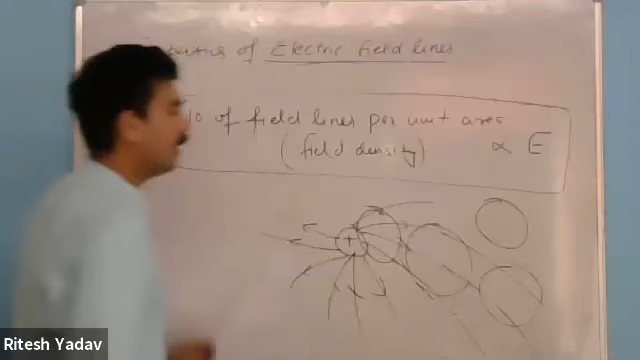 of Electric field lines
of field lines per unit area
(field density) ∝ E
+
Ritesh Yadav